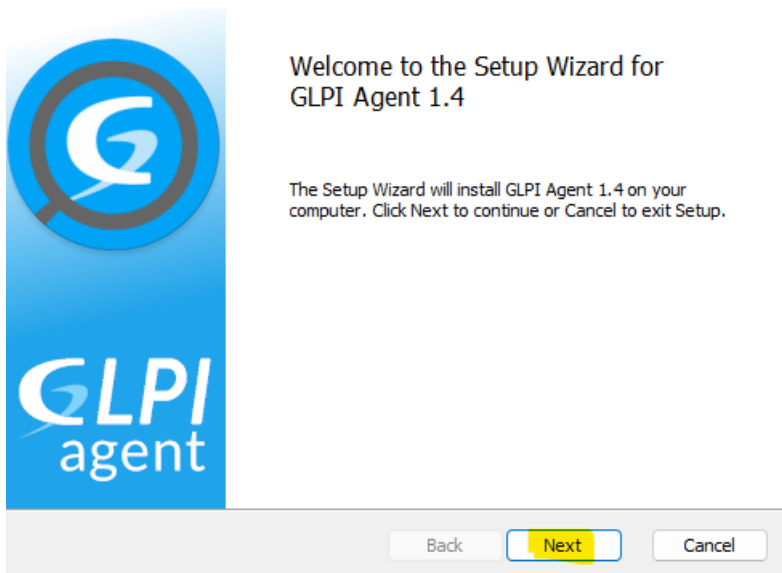 Welcome to the Setup Wizard for
GLPI Agent 1.4
The Setup Wizard will install GLPI Agent 1.4 on your
computer. Click Next to continue or Cancel to exit Setup.
GLPI
agent
Back
Next
Cancel